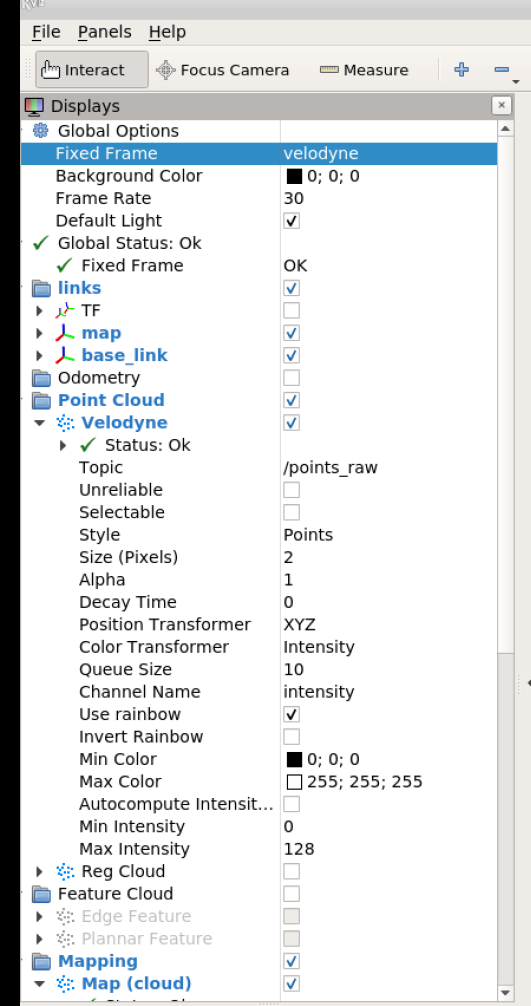 File Panels Help
Interact Focus Camera Measure
Displays
Global Options
Fixed Frame velodyne
Background Color 0; 0; 0
Frame Rate 30
Default Light
Global Status: Ok
Fixed Frame OK
links
TF
map
base_link
Odometry
Point Cloud
Velodyne
Status: Ok
Topic /points_raw
Unreliable
Selectable
Style Points
Size (Pixels) 2
Alpha 1
Decay Time 0
Position Transformer XYZ
Color Transformer Intensity
Queue Size 10
Channel Name intensity
Use rainbow
Invert Rainbow
Min Color 0; 0; 0
Max Color 255; 255; 255
Autocompute Intensit...
Min Intensity 0
Max Intensity 128
Reg Cloud
Feature Cloud
Edge Feature
Plannar Feature
Mapping
Map (cloud)